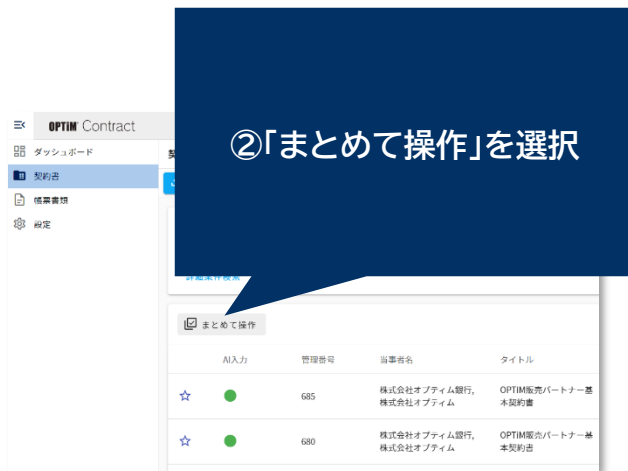 ②「まとめて操作」を選択
OPTiM Contract
ダッシュボード
契約書
帳票書類
設定
詳細条件検索
まとめて操作
AI入力 管理番号 当事者名 タイトル
685 株式会社オプティム銀行, OPTiM販売パートナー基
株式会社オプティム 本契約書
680 株式会社オプティム銀行, OPTiM販売パートナー基
株式会社オプティム 本契約書